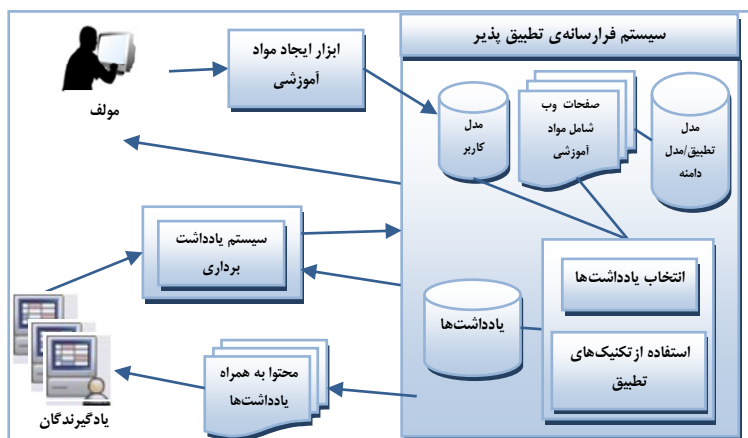 سیستم فرارسانه‌ی تطبیق پذیر
ابزار ایجاد مواد
آموزشی
مولف
مدل
کاربر
صفحات وب
شامل مواد
آموزشی
مدل
تطبیق/مدل
دامنه
سیستم یادداشت
برداری
انتخاب یادداشت‌ها
یادداشت‌ها
استفاده از تکنیک‌های
تطبیق
محتوا به همراه
یادداشت‌ها
یادگیرندگان